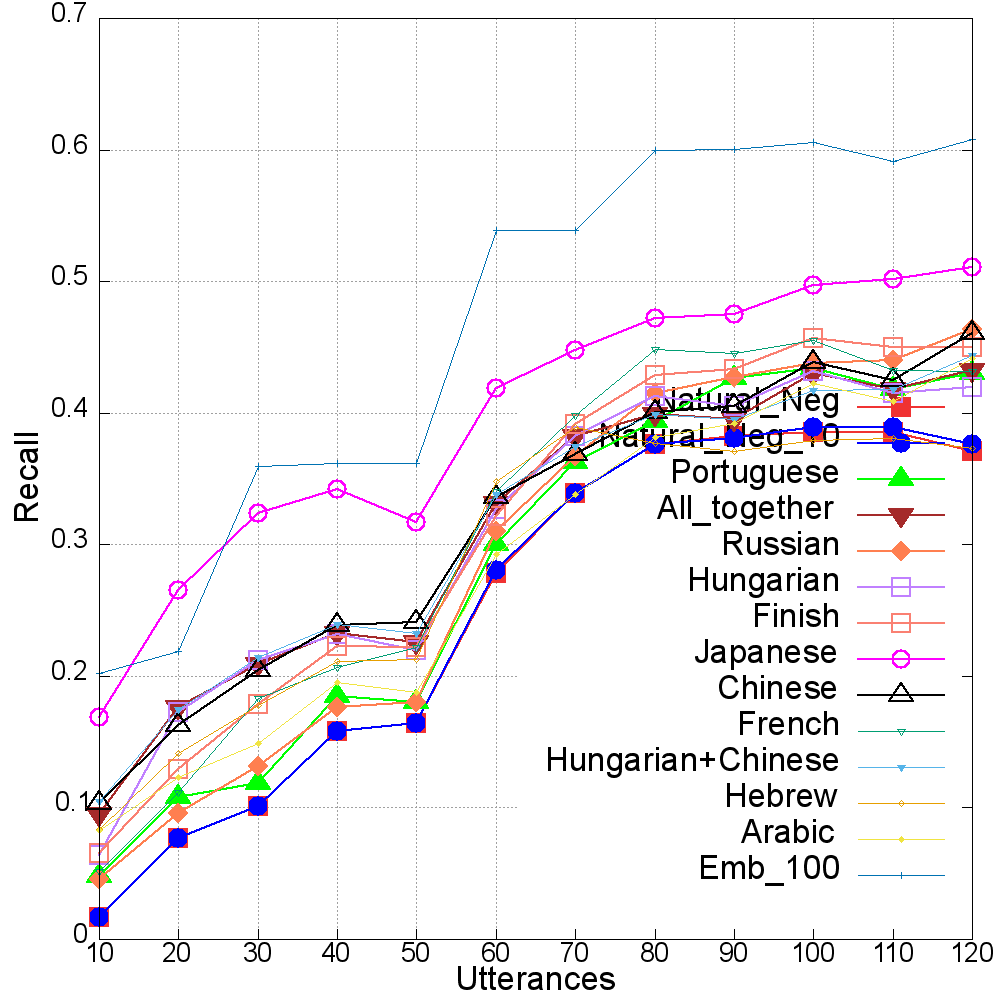 0.7
0.6
0.5
0.4
0.3
0.2
0.1
0
Recall
Natural_Neg
Natural_Neg_10
Portuguese
All_together
Russian
Hungarian
Finish
Japanese
Chinese
French
Hungarian+Chinese
Hebrew
Arabic
Emb_100
10 20 30 40 50 60 70 80 90 100 110 120
Utterances